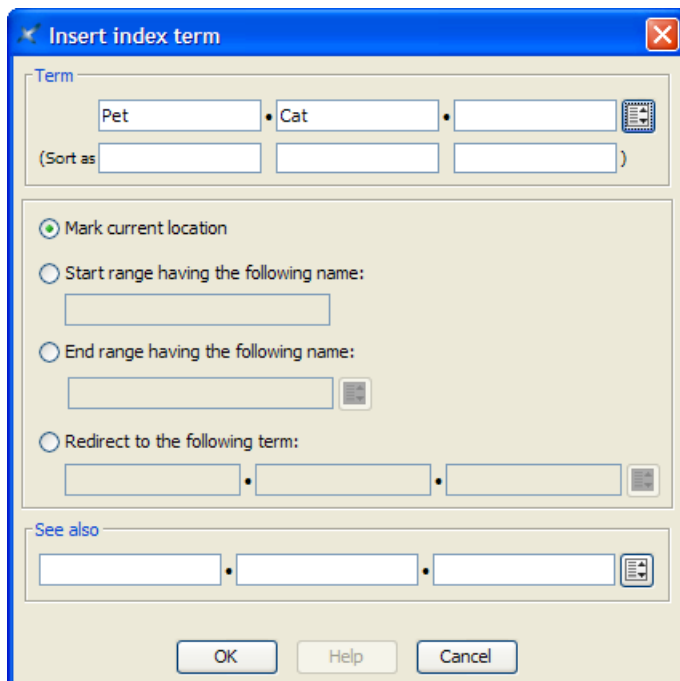 Insert index term
Term
Pet • Cat •
(Sort as )
Mark current location
Start range having the following name:
End range having the following name:
Redirect to the following term:
• •
See also
• •
OK Help Cancel